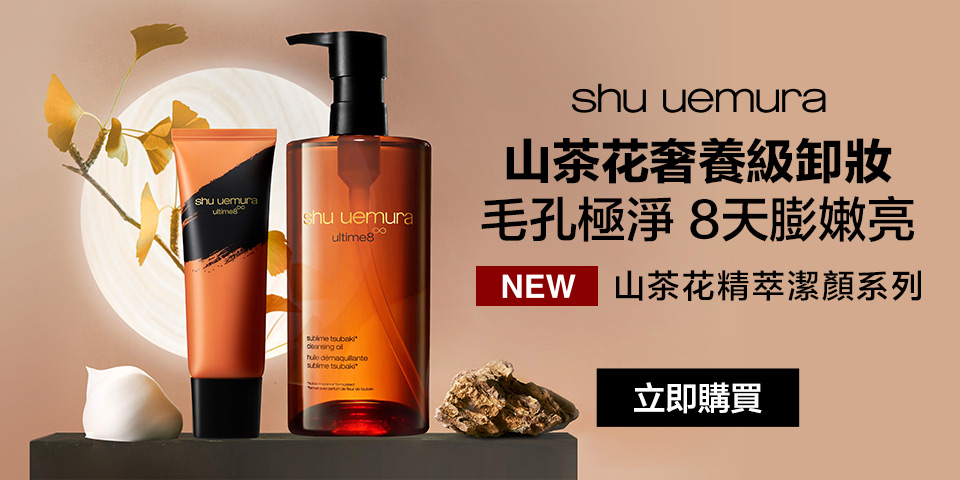 shu uemura
山茶花奢養級卸妝
毛孔極淨 8天膨嫩亮
NEW 山茶花精萃潔顏系列
立即購買
shu uemura
ultime8∞
shu uemura
ultime8∞
sublime tsubaki*
cleansing oil
huile démaquillante
sublime tsubaki*